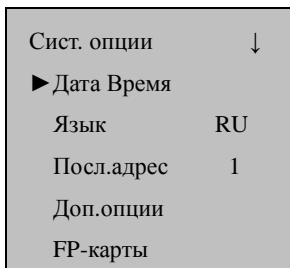 Сист. опции ↓
►Дата Время
Язык RU
Посл.адрес 1
Доп.опции
FP-карты